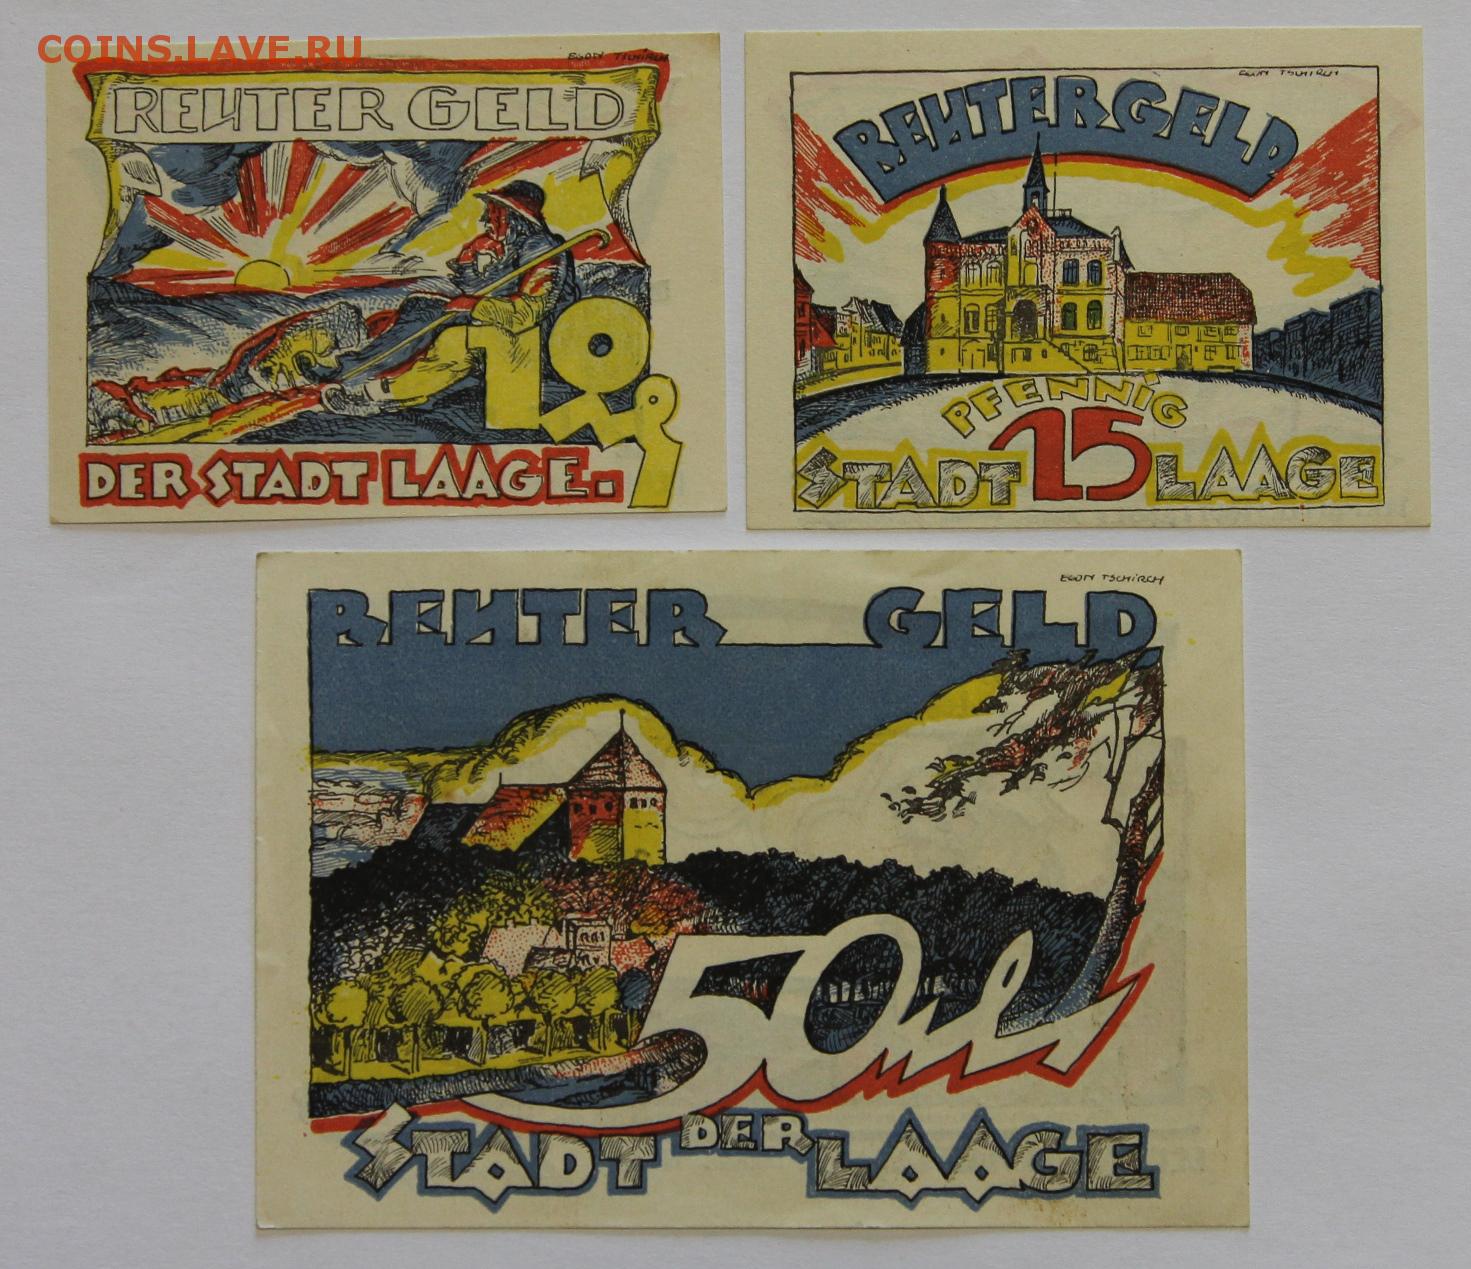 COINS.LAVE.RU
EGON TSCHIRCH
REUTER GELD
10
DER STADT LAAGE.
EGON TSCHIRCH
REUTERGELD
PFENNIG
25
STADT LAAGE
EGON TSCHIRCH
REUTER GELD
50
STADT DER LAAGE